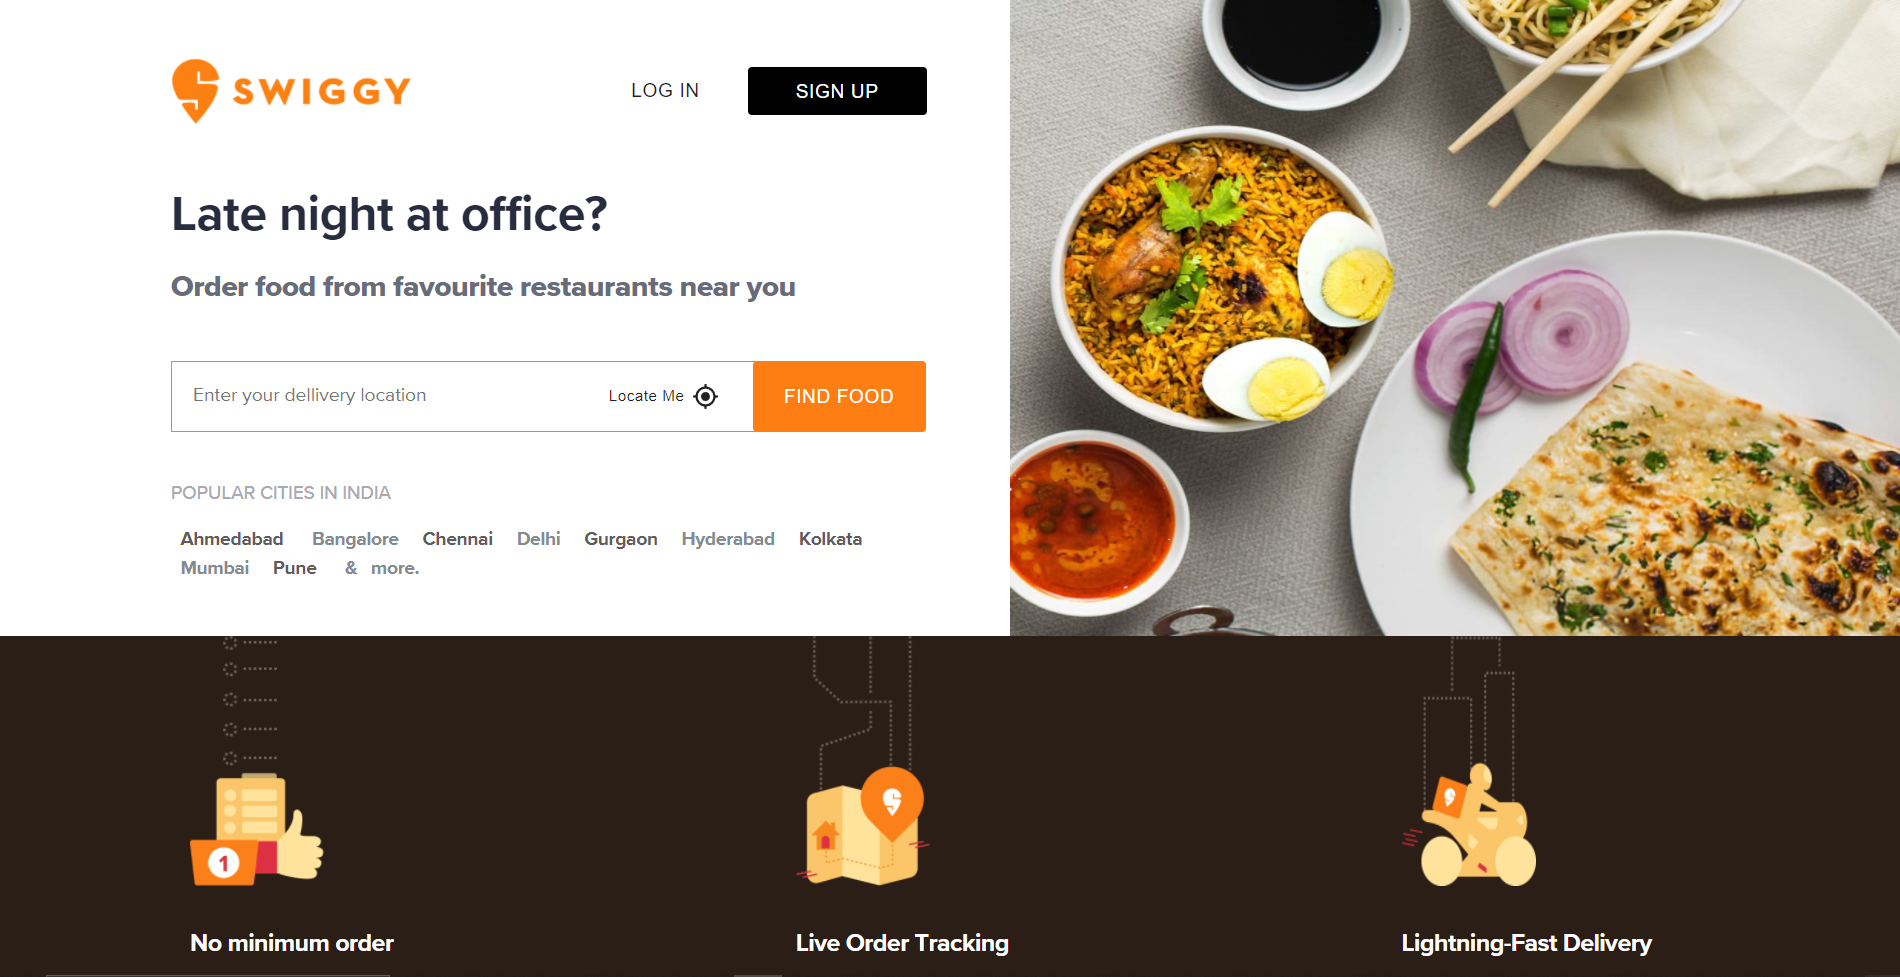 SWIGGY
LOG IN
SIGN UP
Late night at office?
Order food from favourite restaurants near you
Enter your dellivery location
Locate Me
FIND FOOD
POPULAR CITIES IN INDIA
Ahmedabad Bangalore Chennai Delhi Gurgaon Hyderabad Kolkata
Mumbai Pune & more.
1
No minimum order
Live Order Tracking
Lightning-Fast Delivery